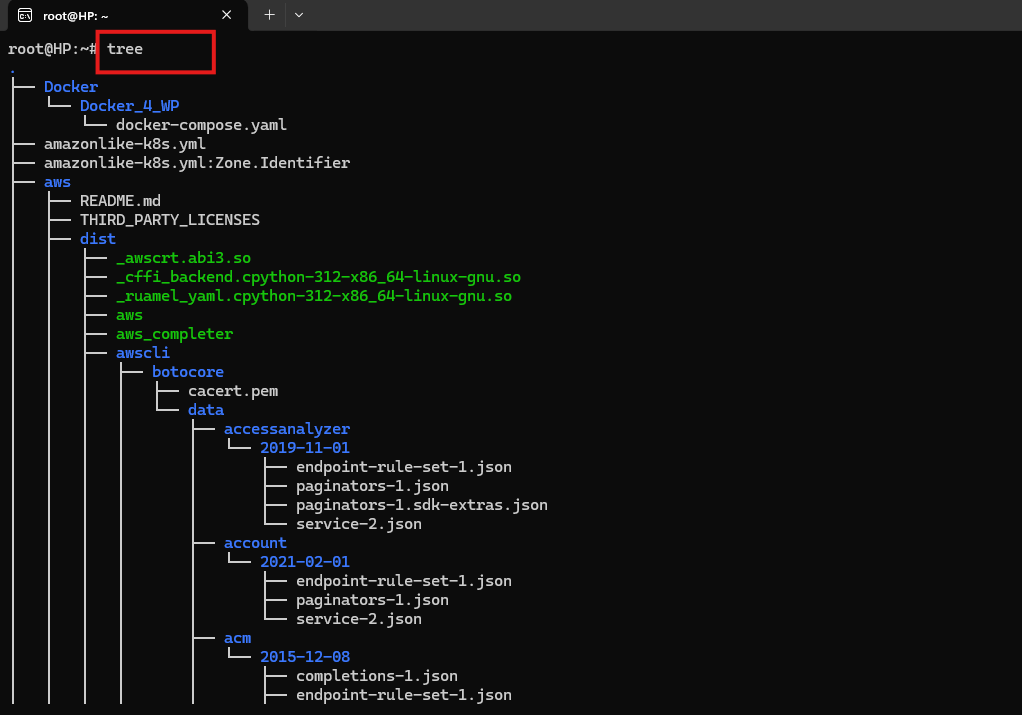 root@HP: ~
root@HP:~# tree
.
Docker
Docker_4_WP
docker-compose.yaml
amazonlike-k8s.yml
amazonlike-k8s.yml:Zone.Identifier
aws
README.md
THIRD_PARTY_LICENSES
dist
_awscrt.abi3.so
_cffi_backend.cpython-312-x86_64-linux-gnu.so
_ruamel_yaml.cpython-312-x86_64-linux-gnu.so
aws
aws_completer
awscli
botocore
cacert.pem
data
accessanalyzer
2019-11-01
endpoint-rule-set-1.json
paginators-1.json
paginators-1.sdk-extras.json
service-2.json
account
2021-02-01
endpoint-rule-set-1.json
paginators-1.json
service-2.json
acm
2015-12-08
completions-1.json
endpoint-rule-set-1.json